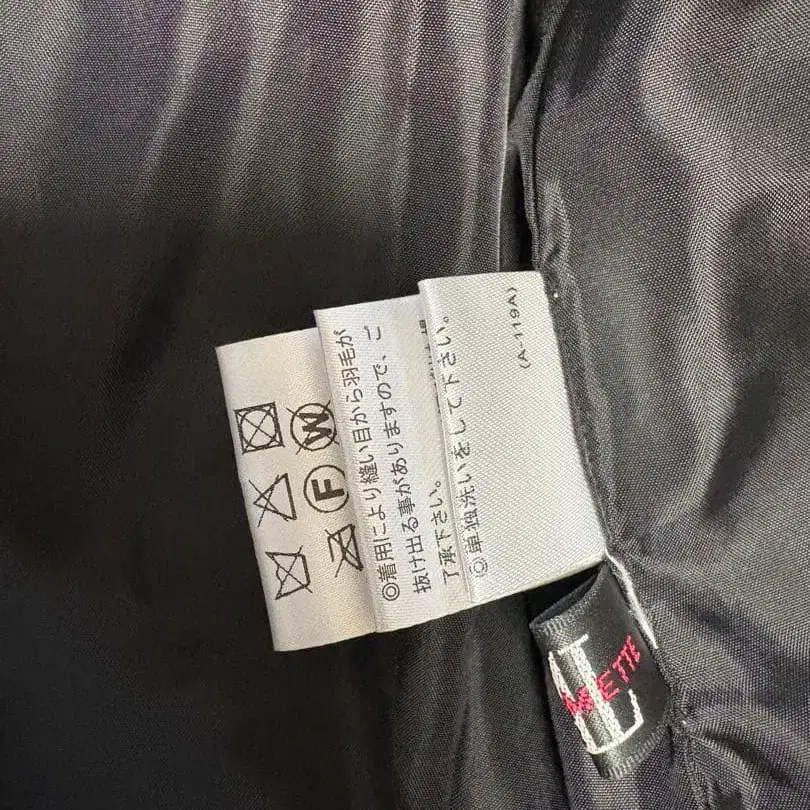 W
F
◎着用により縫い目から羽毛が
抜け出る事がありますので、ご
了承下さい。
◎単独洗いをして下さい。
(A-119A)
L